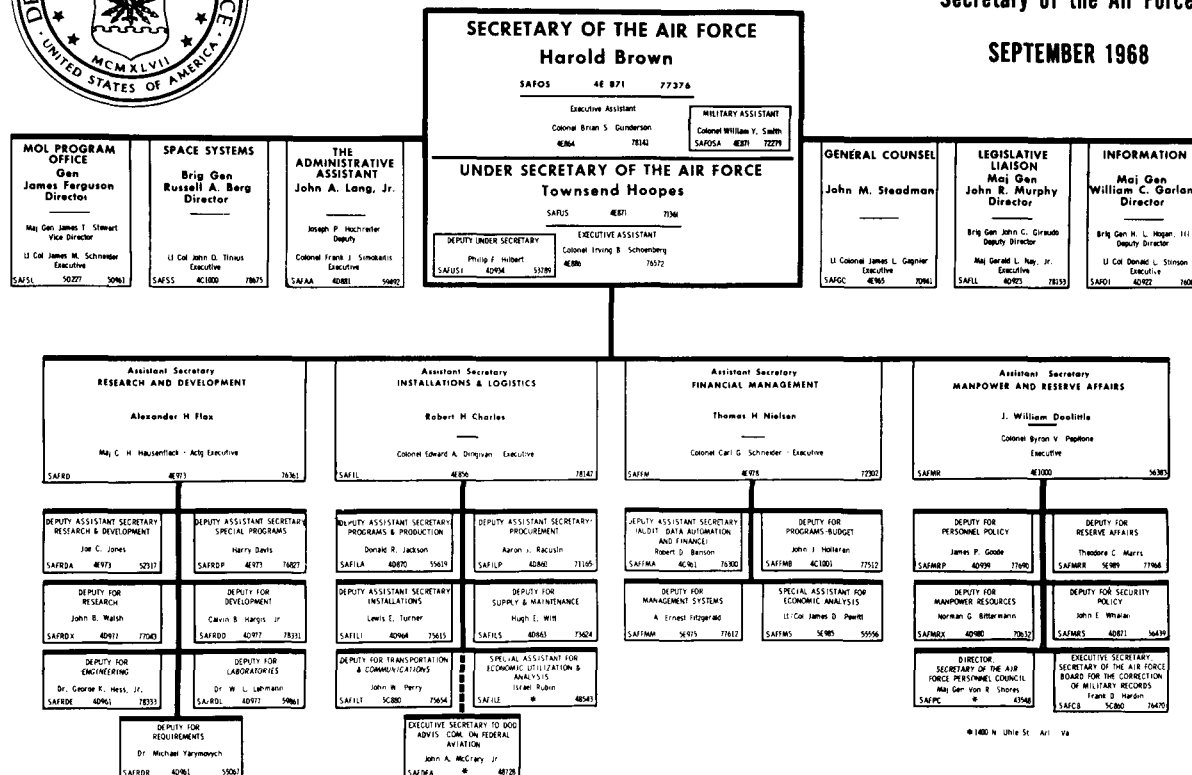 UNITED STATES OF AMERICA
MCMXLVII
Secretary of the Air Force
SEPTEMBER 1968
SECRETARY OF THE AIR FORCE
Harold Brown
SAFOS 4E 871 77376
Executive Assistant
Colonel Brian S. Gunderson
4E864 78141
MILITARY ASSISTANT
Colonel William Y. Smith
SAFOSA 4E871 72279
UNDER SECRETARY OF THE AIR FORCE
Townsend Hoopes
SAFUS 4E871 71361
DEPUTY UNDER SECRETARY
Philip F. Hilbert
SAFUSI 4D934 53789
EXECUTIVE ASSISTANT
Colonel Irving B. Schoenberg
4E886 76572
MOL PROGRAM
OFFICE
Gen
James Ferguson
Director
Maj Gen James T. Stewart
Vice Director
Lt Col James M. Schneider
Executive
SAFSL 5D227 50961
SPACE SYSTEMS
Brig Gen
Russell A. Berg
Director
Lt Col John D. Tinius
Executive
SAFSS 4C1000 78675
THE
ADMINISTRATIVE
ASSISTANT
John A. Lang, Jr.
Joseph P. Hochreiter
Deputy
Colonel Frank J. Simokaitis
Executive
SAFAA 4D881 59492
GENERAL COUNSEL
John M. Steadman
Lt Colonel James L. Gagnier
Executive
SAFGC 4E965 70941
LEGISLATIVE
LIAISON
Maj Gen
John R. Murphy
Director
Brig Gen John C. Giraudo
Deputy Director
Maj Gerald L. Nay, Jr.
Executive
SAFLL 4D923 78153
INFORMATION
Maj Gen
William C. Garlan
Director
Brig Gen H. L. Hogan, III
Deputy Director
Lt Col Donald L. Stinson
Executive
SAFOI 4D922
Assistant Secretary
RESEARCH AND DEVELOPMENT
Alexander H Flax
Maj C. H. Hausenfleck - Actg Executive
SAFRD 4E973 76361
Assistant Secretary
INSTALLATIONS & LOGISTICS
Robert H Charles
Colonel Edward A. Dingivan Executive
SAFIL 4E856 78147
Assistant Secretary
FINANCIAL MANAGEMENT
Thomas H Nielsen
Colonel Carl G. Schneider - Executive
SAFFM 4E978 72302
Assistant Secretary
MANPOWER AND RESERVE AFFAIRS
J. William Doolittle
Colonel Byron V. Pepitone
Executive
SAFMR 4E1000 56383
DEPUTY ASSISTANT SECRETARY
RESEARCH & DEVELOPMENT
Joe C. Jones
SAFRDA 4E973 52317
DEPUTY ASSISTANT SECRETARY
SPECIAL PROGRAMS
Harry Davis
SAFRDP 4E973 76827
DEPUTY FOR
RESEARCH
John B. Walsh
SAFRDX 4D977 77043
DEPUTY FOR
DEVELOPMENT
Calvin B Hargis Jr
SAFRDD 4D977 78331
DEPUTY FOR
ENGINEERING
Dr. George K. Hess, Jr.
SAFRDE 4D961 78333
DEPUTY FOR
LABORATORIES
Dr W. L. Lehmann
SAFRDL 4D977 59861
DEPUTY FOR
REQUIREMENTS
Dr Michael Yarymovych
SAFRDR 4D961 55067
DEPUTY ASSISTANT SECRETARY
PROGRAMS & PRODUCTION
Donald R. Jackson
SAFILA 4D870 55619
DEPUTY ASSISTANT SECRETARY
PROCUREMENT
Aaron J. Racusin
SAFILP 4D860 71165
DEPUTY ASSISTANT SECRETARY
INSTALLATIONS
Lewis E. Turner
SAFILI 4D964 75615
DEPUTY FOR
SUPPLY & MAINTENANCE
Hugh E. Witt
SAFILS 4D863 73624
DEPUTY FOR TRANSPORTATION
& COMMUNICATIONS
John W. Perry
SAFILT 5C880 75654
SPECIAL ASSISTANT FOR
ECONOMIC UTILIZATION &
ANALYSIS
Israel Rubin
SAFILE * 48543
EXECUTIVE SECRETARY TO DOD
ADVIS COM. ON FEDERAL
AVIATION
John A. McCrary Jr
SAFDFA * 48728
DEPUTY ASSISTANT SECRETARY
(AUDIT DATA AUTOMATION
AND FINANCE)
Robert D. Benson
SAFFMA 4C961 76300
DEPUTY FOR
PROGRAMS-BUDGET
John J Holleran
SAFFMB 4C1001 77512
DEPUTY FOR
MANAGEMENT SYSTEMS
A. Ernest Fitzgerald
SAFFMM 5E975 77612
SPECIAL ASSISTANT FOR
ECONOMIC ANALYSIS
Lt/Col James D. Pewitt
SAFFMS 5E985 55556
DEPUTY FOR
PERSONNEL POLICY
James P. Goode
SAFMRP 4D939 77690
DEPUTY FOR
RESERVE AFFAIRS
Theodore C. Marrs
SAFMRR 5E989 77968
DEPUTY FOR
MANPOWER RESOURCES
Norman G. Bittermann
SAFMRX 4D980 70632
DEPUTY FOR SECURITY
POLICY
John E. Whalan
SAFMRS 4D871 56439
DIRECTOR,
SECRETARY OF THE AIR
FORCE PERSONNEL COUNCIL
Maj Gen Von R. Shores
SAFPC * 43548
EXECUTIVE SECRETARY,
SECRETARY OF THE AIR FORCE
BOARD FOR THE CORRECTION
OF MILITARY RECORDS
Frank D Hardin
SAFCB 5C860 76470
* 1400 N Uhle St Arl Va